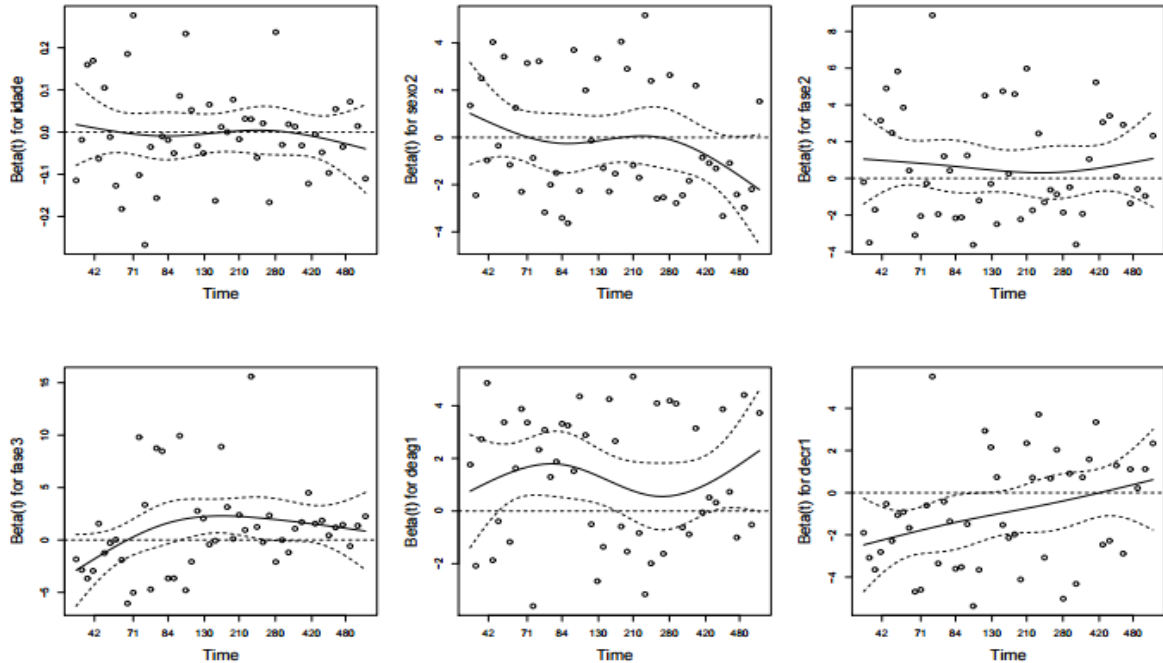 Beta(t) for idade
0.2
0.1
0.0
-0.1
-0.2
42 71 84 130 210 280 420 480
Time
Beta(t) for sexo2
4
2
0
-2
-4
42 71 84 130 210 280 420 480
Time
Beta(t) for fase2
8
6
4
2
0
-2
-4
42 71 84 130 210 280 420 480
Time
Beta(t) for fase3
15
10
5
0
-5
42 71 84 130 210 280 420 480
Time
Beta(t) for deag1
4
2
0
-2
42 71 84 130 210 280 420 480
Time
Beta(t) for decr1
4
2
0
-2
-4
42 71 84 130 210 280 420 480
Time